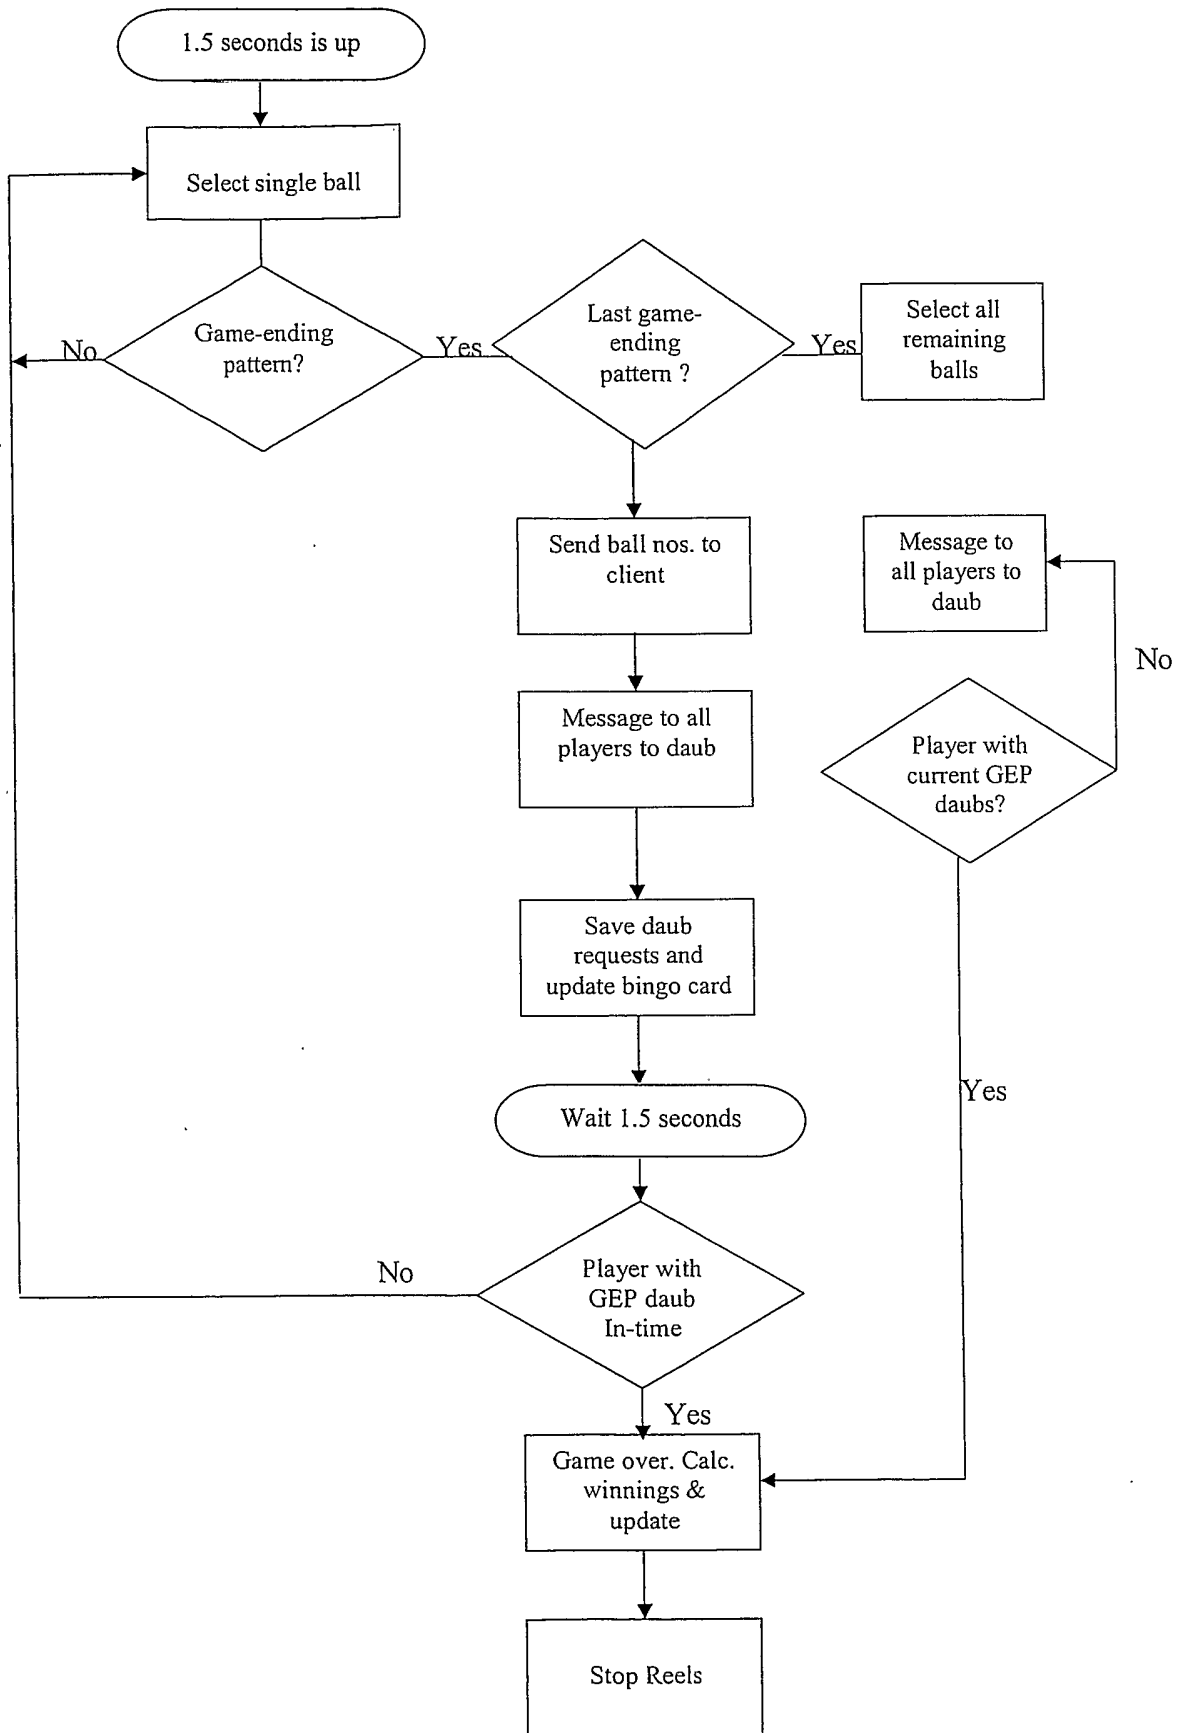 1.5 seconds is up
Select single ball
Game-ending
pattern?
No
Yes
Last game-
ending
pattern ?
Yes
Select all
remaining
balls
Send ball nos. to
client
Message to
all players to
daub
No
Message to all
players to daub
Player with
current GEP
daubs?
Save daub
requests and
update bingo card
Yes
Wait 1.5 seconds
No
Player with
GEP daub
In-time
Yes
Game over. Calc.
winnings &
update
Stop Reels